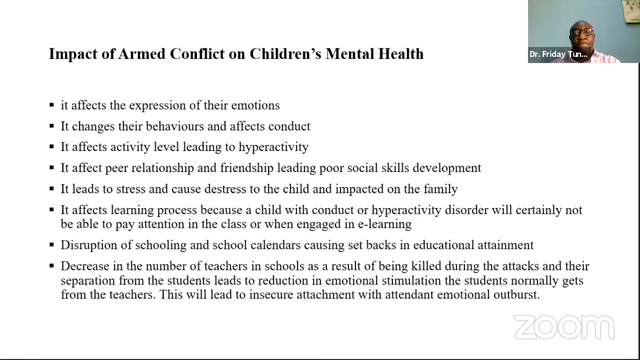 Impact of Armed Conflict on Children's Mental Health
Dr. Friday Tun...
▪ it affects the expression of their emotions
▪ It changes their behaviours and affects conduct
▪ It affects activity level leading to hyperactivity
▪ It affect peer relationship and friendship leading poor social skills development
▪ It leads to stress and cause destress to the child and impacted on the family
▪ It affects learning process because a child with conduct or hyperactivity disorder will certainly not
be able to pay attention in the class or when engaged in e-learning
▪ Disruption of schooling and school calendars causing set backs in educational attainment
▪ Decrease in the number of teachers in schools as a result of being killed during the attacks and their
separation from the students leads to reduction in emotional stimulation the students normally gets
from the teachers. This will lead to insecure attachment with attendant emotional outburst.
zoom